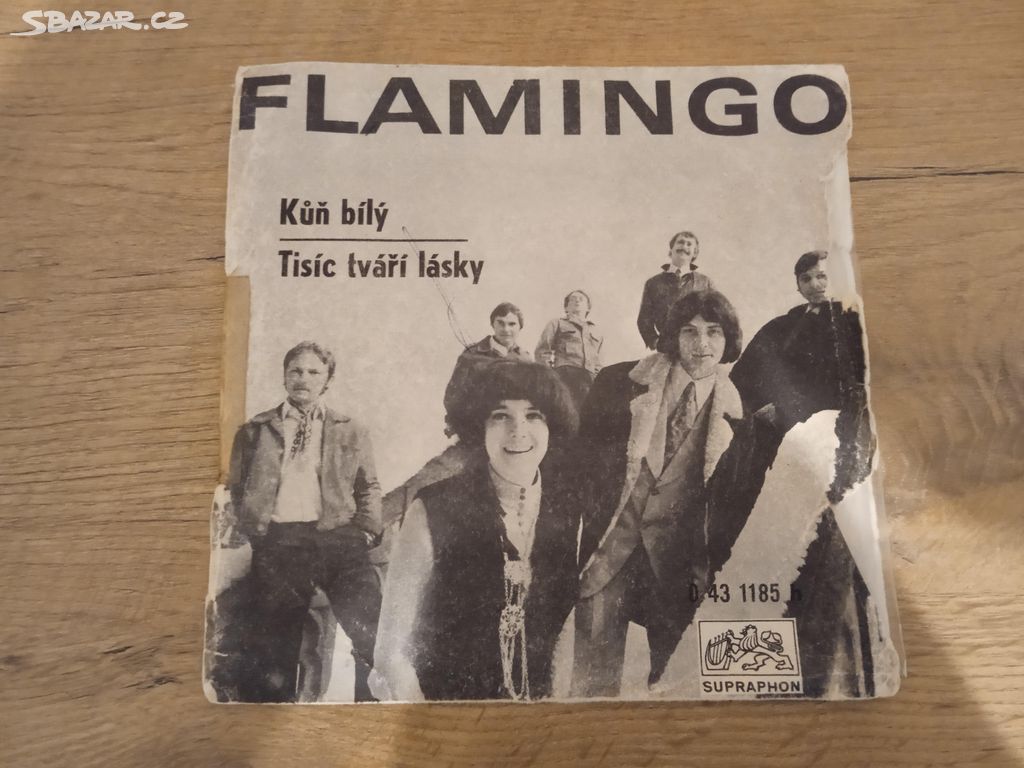 SBAZAR.CZ
FLAMINGO
Kůň bílý
Tisíc tváří lásky
0 43 1185 h
SUPRAPHON